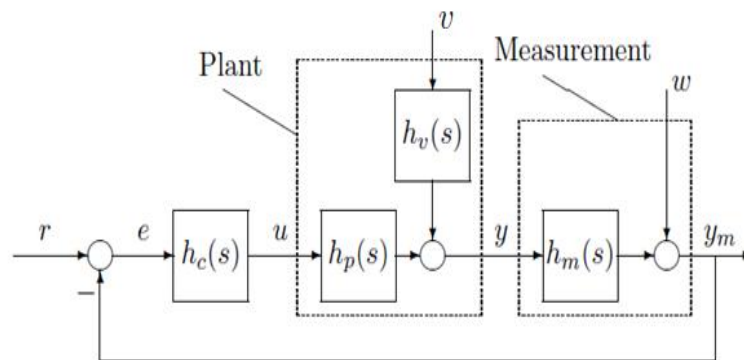 v
Measurement
Plant
w
h_v(s)
r
e
h_c(s)
u
h_p(s)
y
h_m(s)
y_m
−